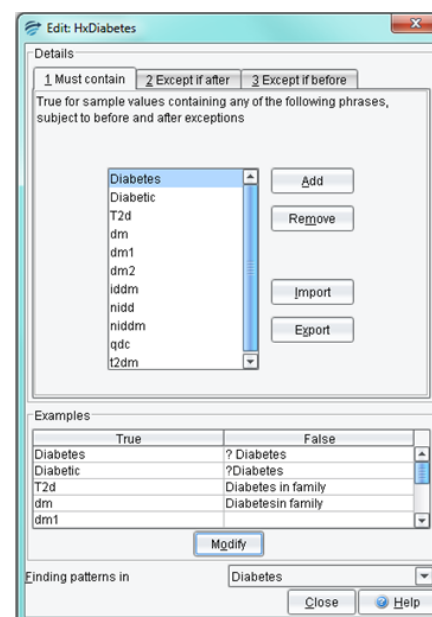 Edit: HxDiabetes
Details
1 Must contain 2 Except if after 3 Except if before
True for sample values containing any of the following phrases,
subject to before and after exceptions
Diabetes
Diabetic
T2d
dm
dm1
dm2
iddm
nidd
niddm
qdc
t2dm
Add
Remove
Import
Export
Examples
True False
Diabetes ? Diabetes
Diabetic ?Diabetes
T2d Diabetes in family
dm Diabetesin family
dm1
Modify
Finding patterns in Diabetes
Close Help